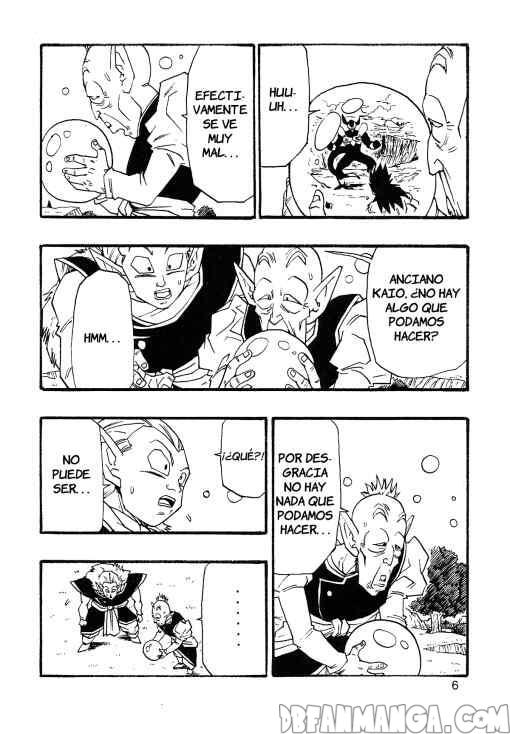 HUU-
UH...
EFECTI-
VAMENTE
SE VE
MUY
MAL...
ANCIANO
KAIO, ¿NO HAY
ALGO QUE
PODAMOS
HACER?
HMM...
POR DES-
GRACIA
NO HAY
NADA QUE
PODAMOS
HACER...
¡¿QUÉ?!
NO
PUEDE
SER...
......
6
DBFANMANGA.COM